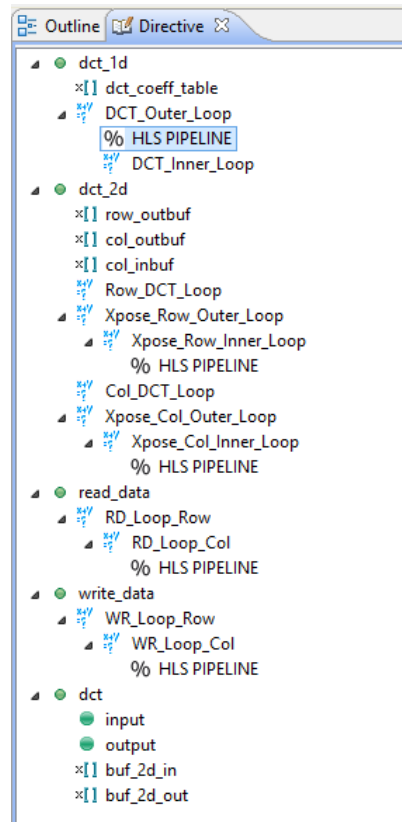 Outline Directive
dct_1d
×[] dct_coeff_table
DCT_Outer_Loop
% HLS PIPELINE
DCT_Inner_Loop
dct_2d
×[] row_outbuf
×[] col_outbuf
×[] col_inbuf
Row_DCT_Loop
Xpose_Row_Outer_Loop
Xpose_Row_Inner_Loop
% HLS PIPELINE
Col_DCT_Loop
Xpose_Col_Outer_Loop
Xpose_Col_Inner_Loop
% HLS PIPELINE
read_data
RD_Loop_Row
RD_Loop_Col
% HLS PIPELINE
write_data
WR_Loop_Row
WR_Loop_Col
% HLS PIPELINE
dct
input
output
×[] buf_2d_in
×[] buf_2d_out